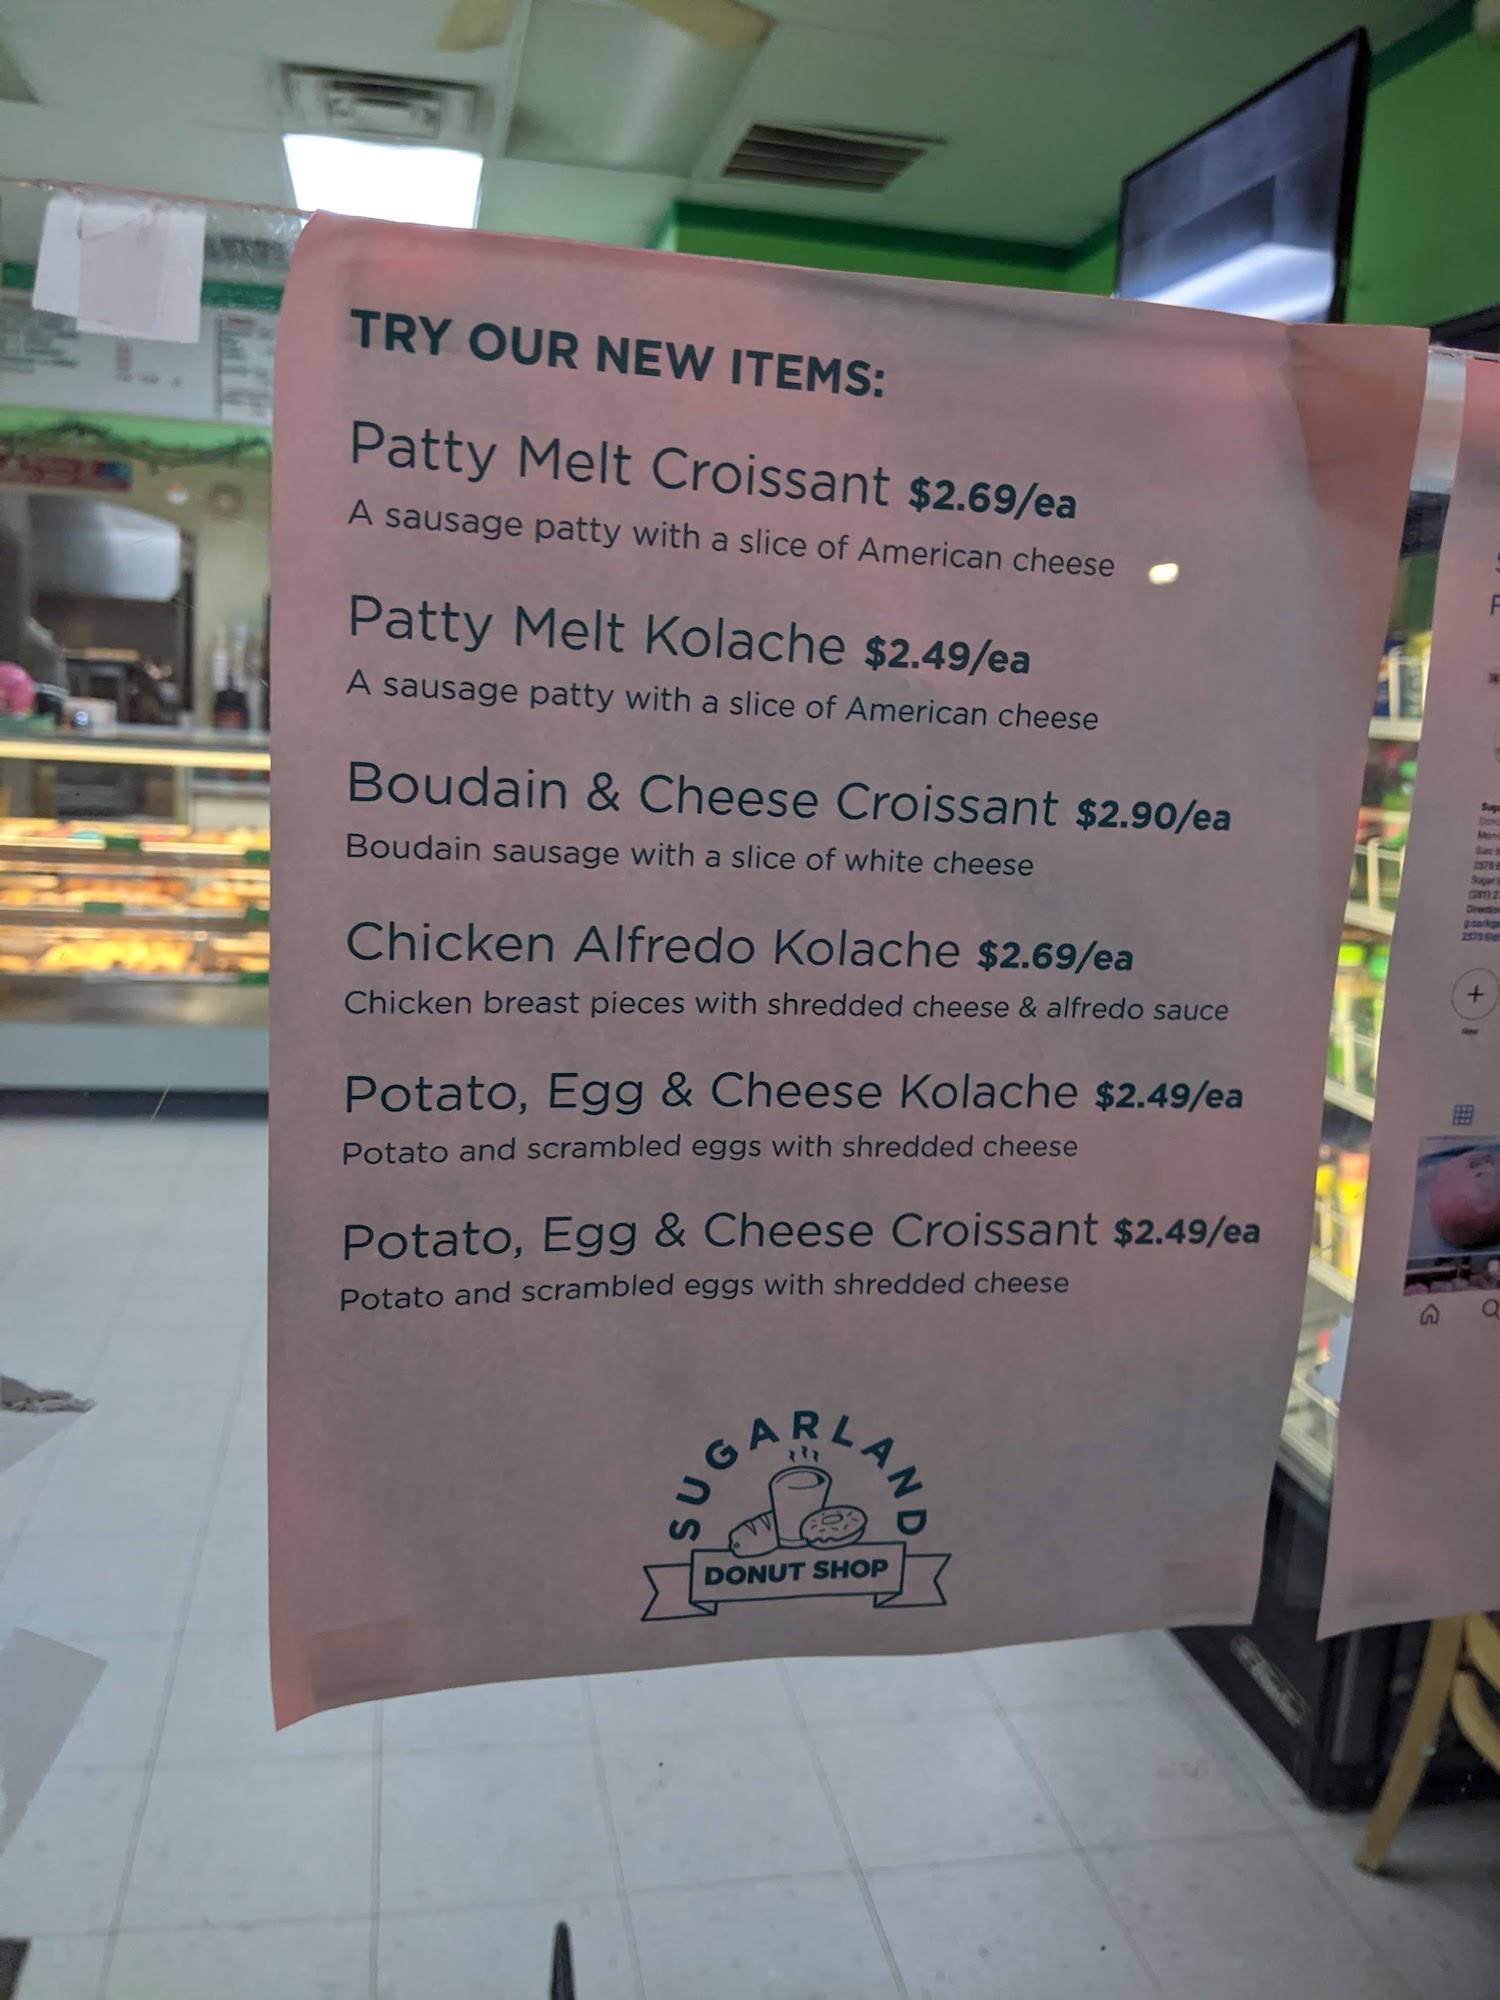 TRY OUR NEW ITEMS:
Patty Melt Croissant $2.69/ea
A sausage patty with a slice of American cheese
Patty Melt Kolache $2.49/ea
A sausage patty with a slice of American cheese
Boudain & Cheese Croissant $2.90/ea
Boudain sausage with a slice of white cheese
Chicken Alfredo Kolache $2.69/ea
Chicken breast pieces with shredded cheese & alfredo sauce
Potato, Egg & Cheese Kolache $2.49/ea
Potato and scrambled eggs with shredded cheese
Potato, Egg & Cheese Croissant $2.49/ea
Potato and scrambled eggs with shredded cheese
SUGARLAND
DONUT SHOP